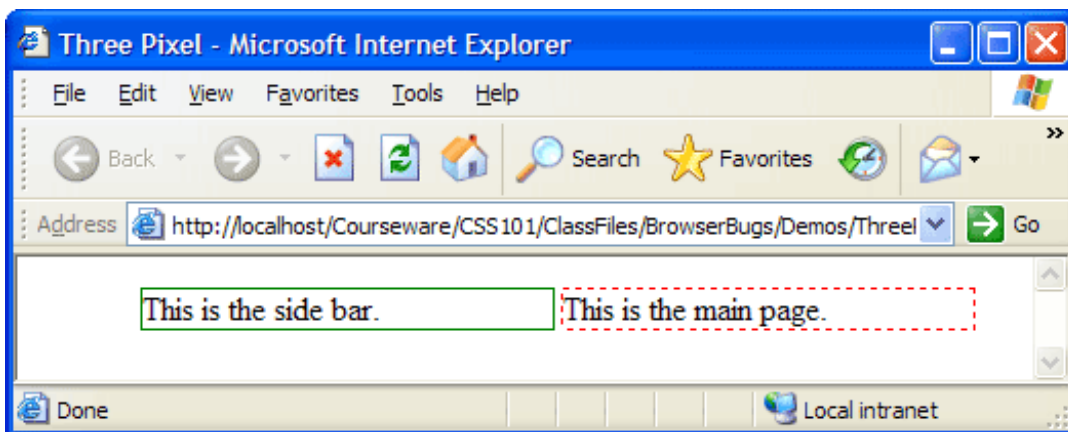 Three Pixel - Microsoft Internet Explorer
File Edit View Favorites Tools Help
Back Search Favorites »
Address http://localhost/Courseware/CSS101/ClassFiles/BrowserBugs/Demos/Threel Go
This is the side bar. This is the main page.
Done Local intranet